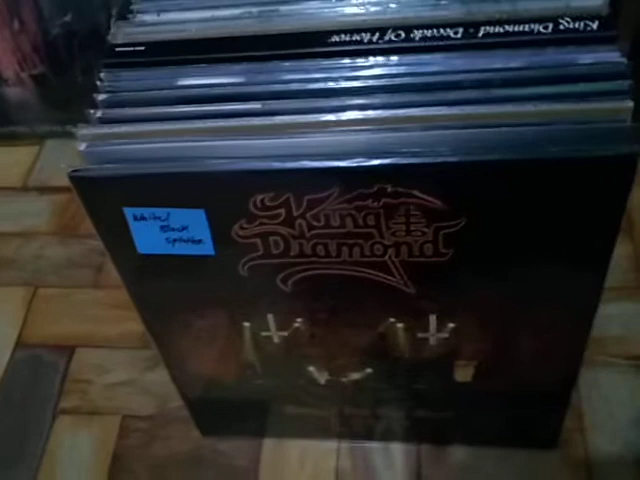 King Diamond · Decade Of Horror
White/
Black
splatter
King
Diamond